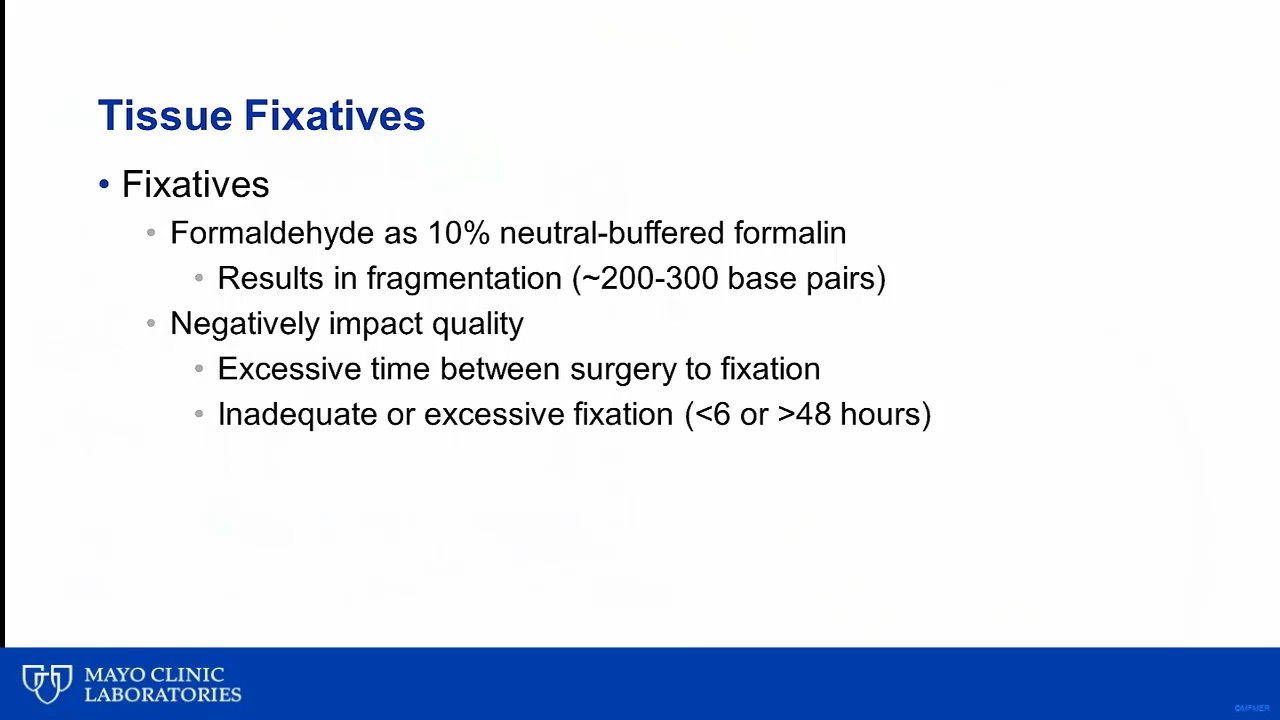 Tissue Fixatives
• Fixatives
• Formaldehyde as 10% neutral-buffered formalin
• Results in fragmentation (~200-300 base pairs)
• Negatively impact quality
• Excessive time between surgery to fixation
• Inadequate or excessive fixation (<6 or >48 hours)
MAYO CLINIC
LABORATORIES
©MFMER